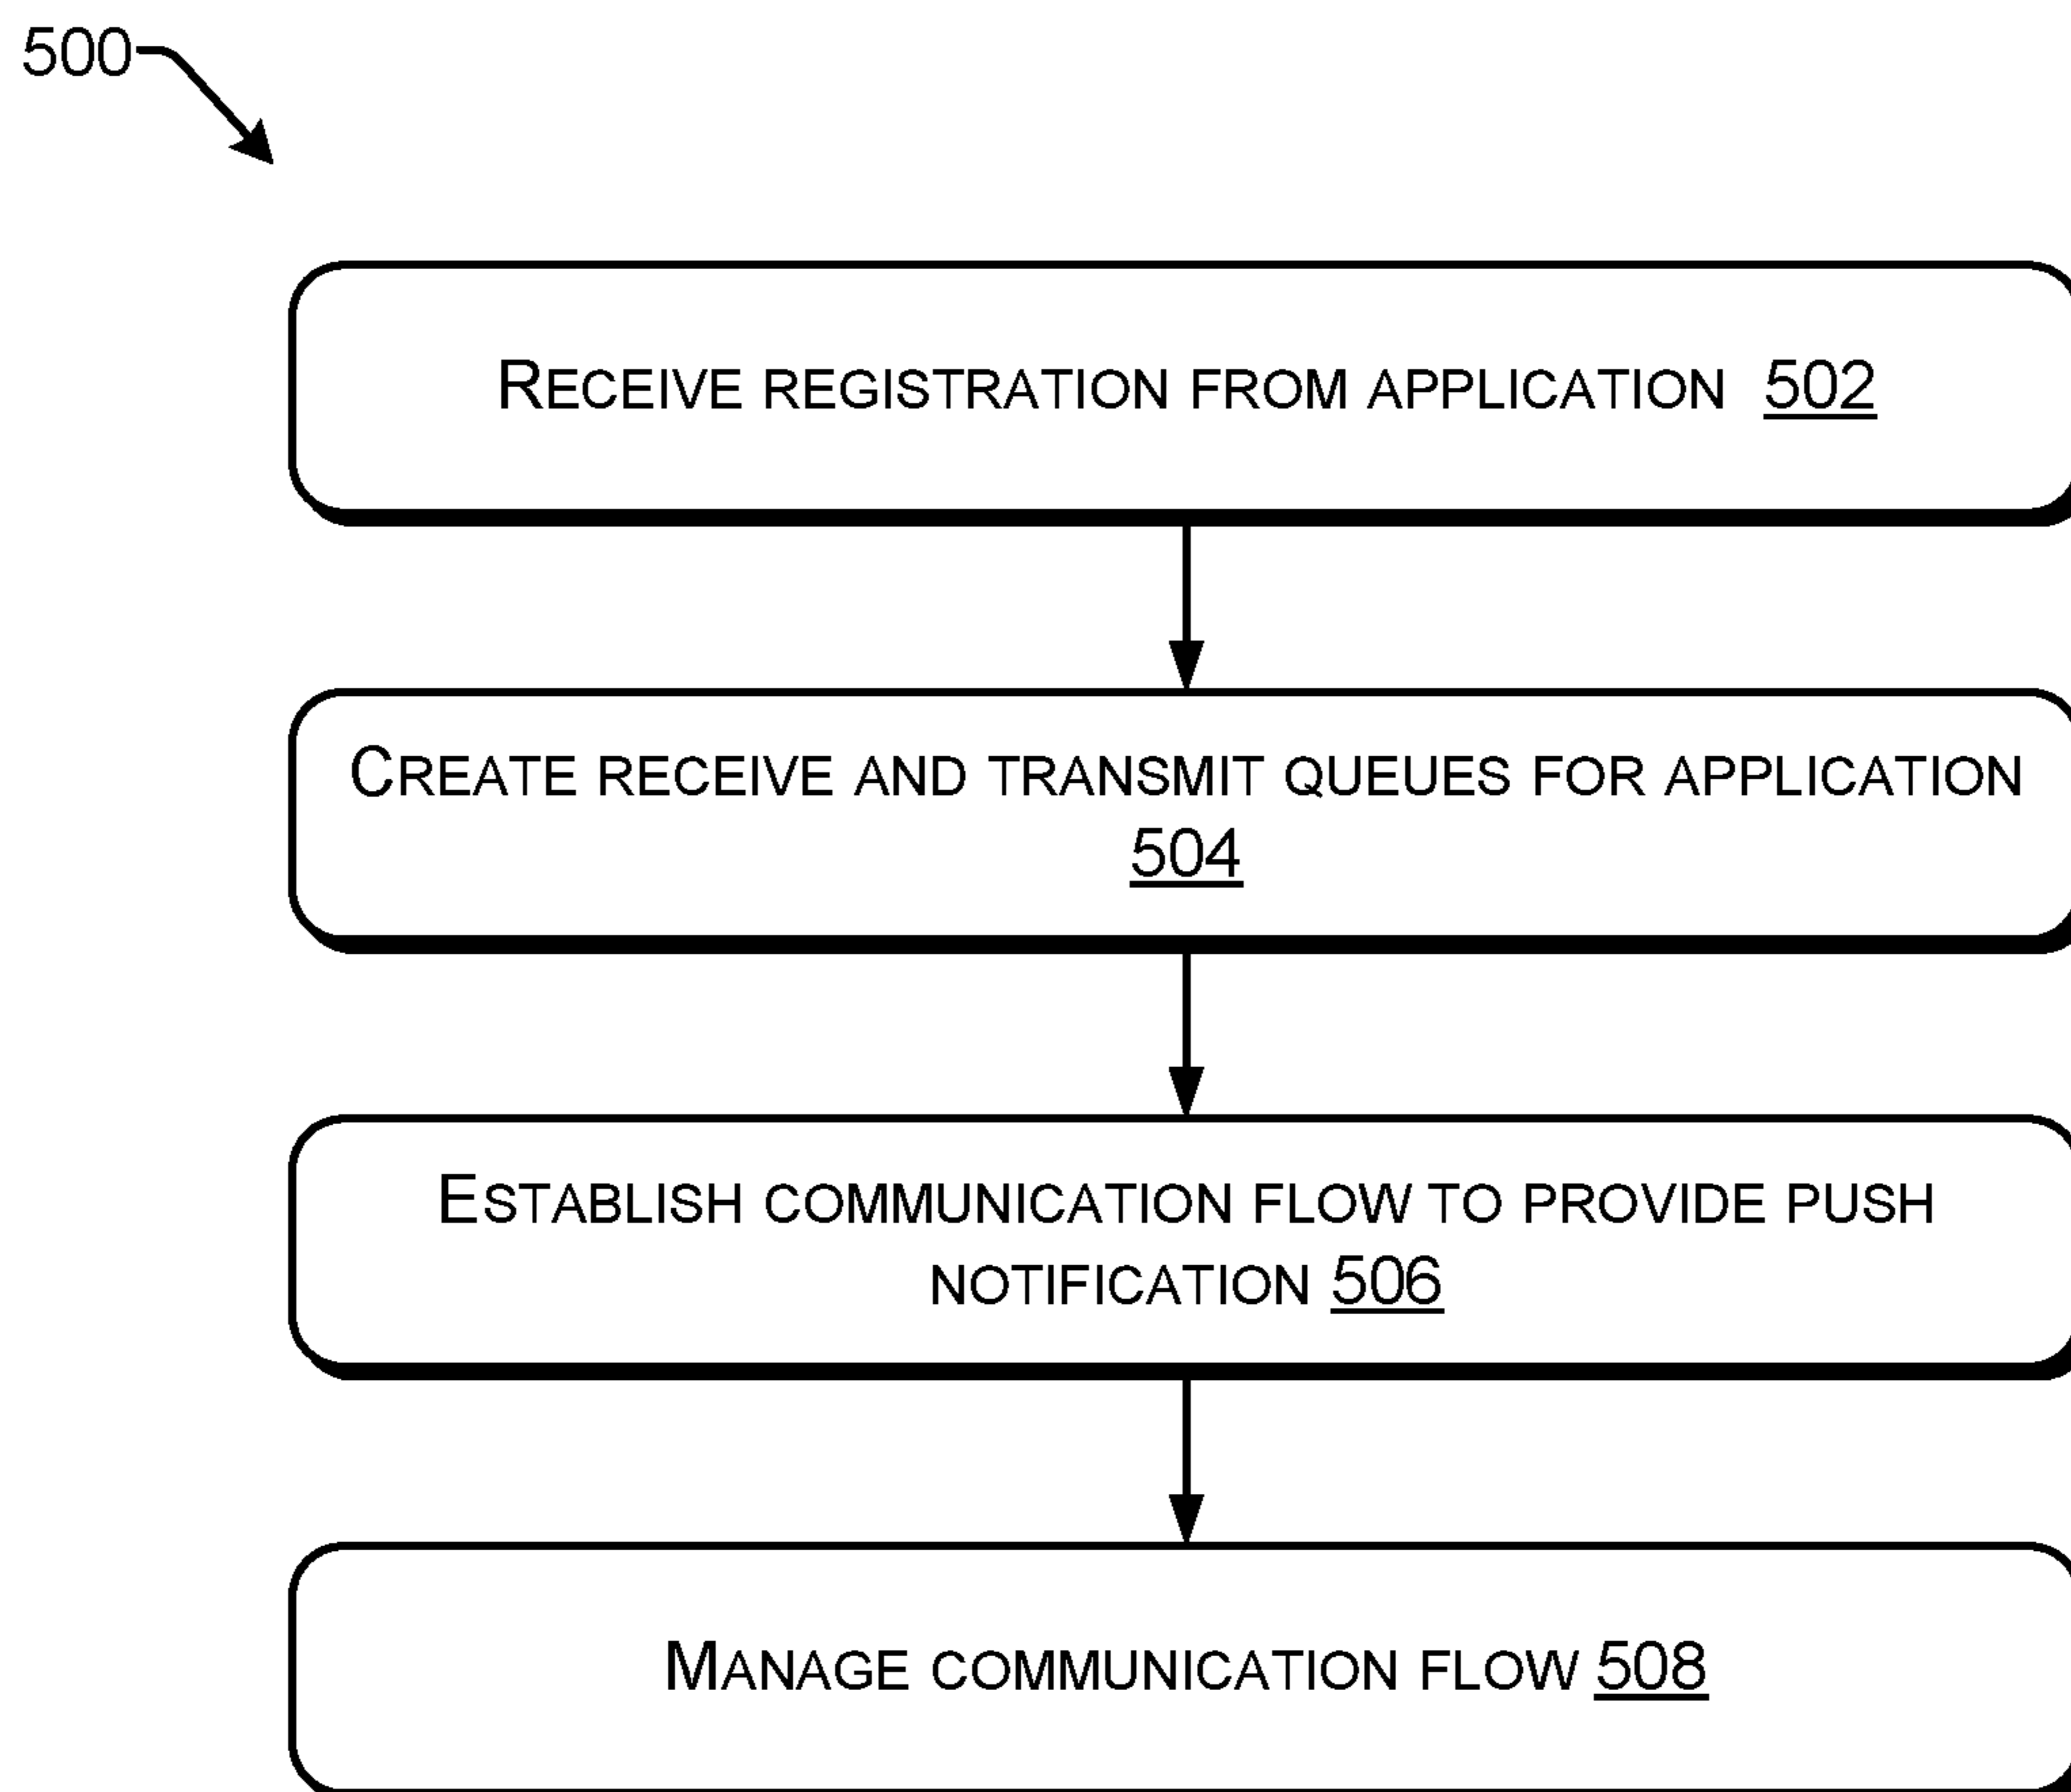 500
RECEIVE REGISTRATION FROM APPLICATION 502
CREATE RECEIVE AND TRANSMIT QUEUES FOR APPLICATION
504
ESTABLISH COMMUNICATION FLOW TO PROVIDE PUSH
NOTIFICATION 506
MANAGE COMMUNICATION FLOW 508